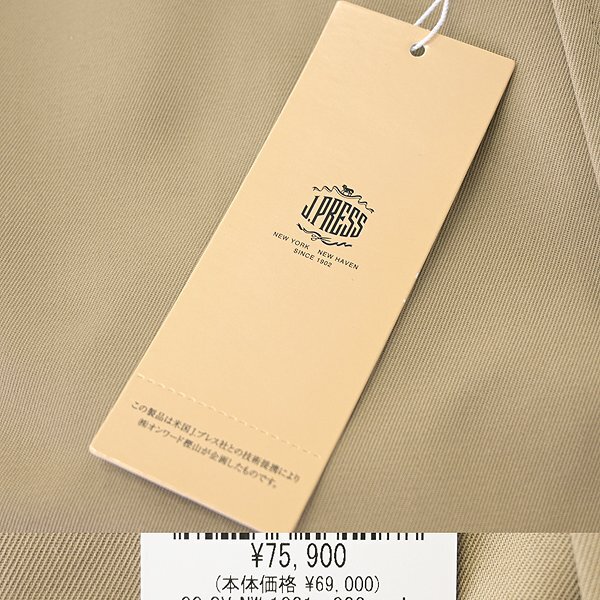 J.PRESS
NEW YORK NEW HAVEN
SINCE 1902
この製品は米国J.プレス社との技術提携により
㈱オンワード樫山が企画したものです。
¥75,900
(本体価格 ¥69,000)